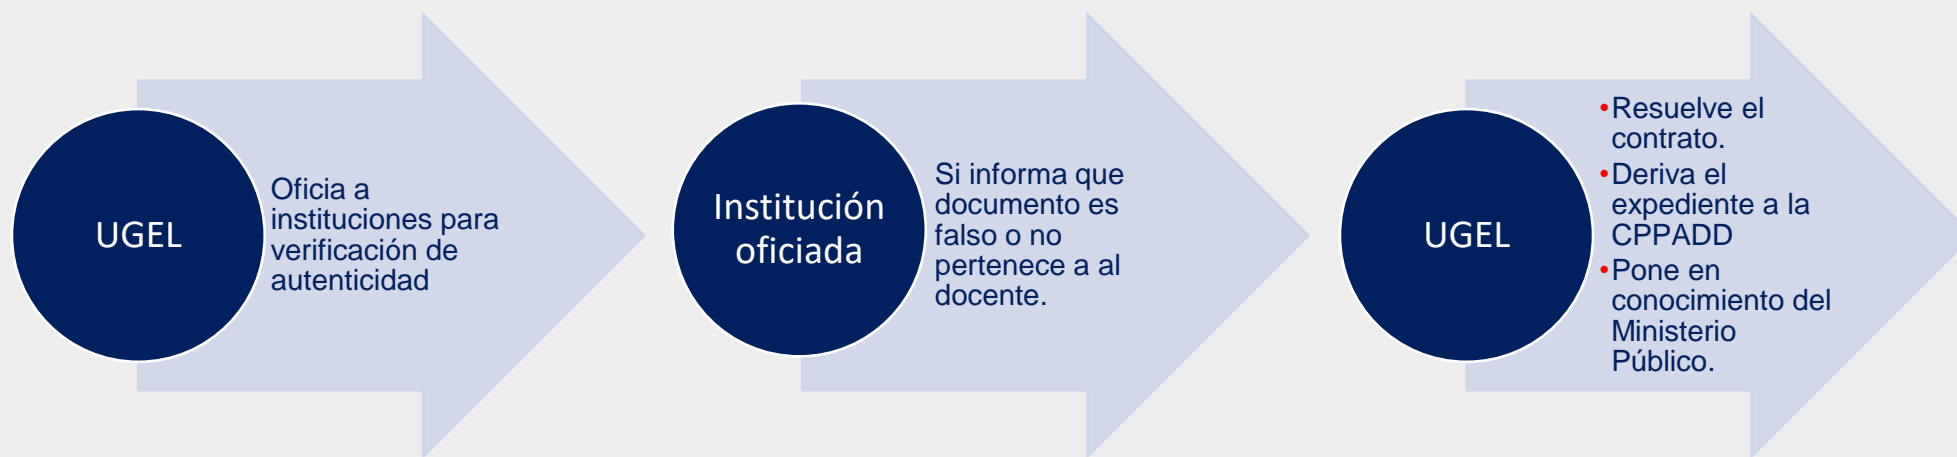 UGEL
Oficia a
instituciones para
verificación de
autenticidad
Institución
oficiada
Si informa que
documento es
falso o no
pertenece a al
docente.
UGEL
•Resuelve el
contrato.
•Deriva el
expediente a la
CPPADD
•Pone en
conocimiento del
Ministerio
Público.